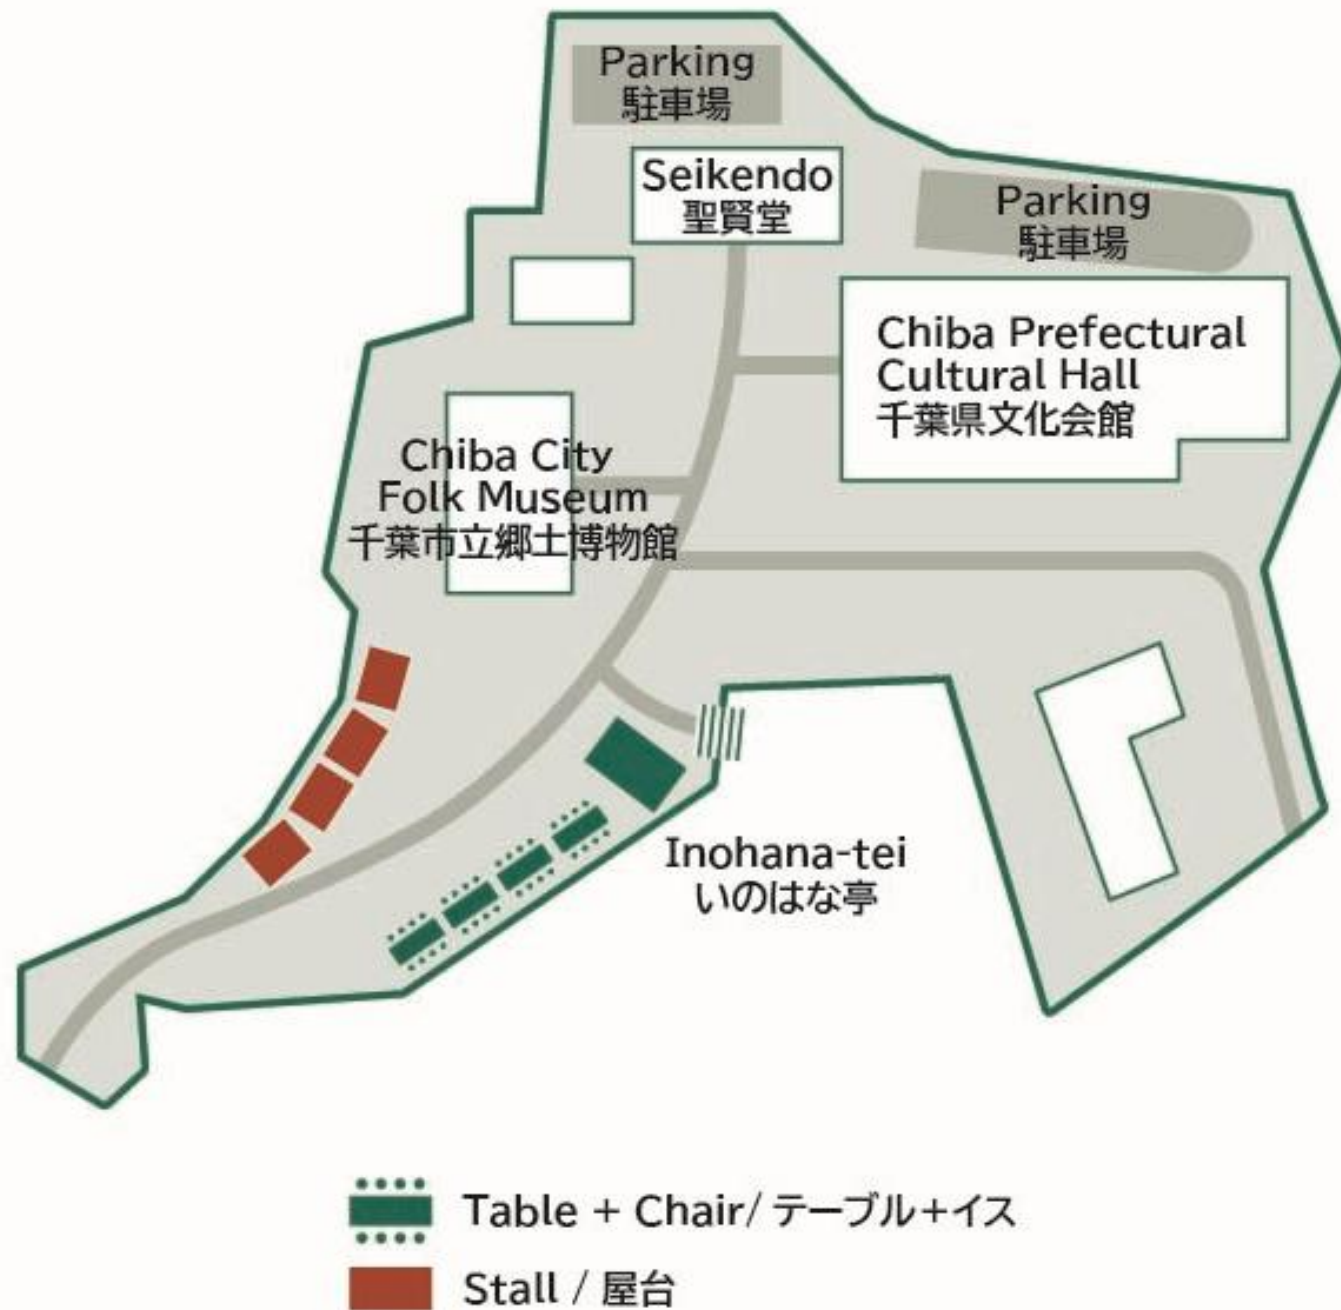 Parking
駐車場
Seikendo
聖賢堂
Parking
駐車場
Chiba Prefectural
Cultural Hall
千葉県文化会館
Chiba City
Folk Museum
千葉市立郷土博物館
Inohana-tei
いのはな亭
Table + Chair/ テーブル+イス
Stall / 屋台